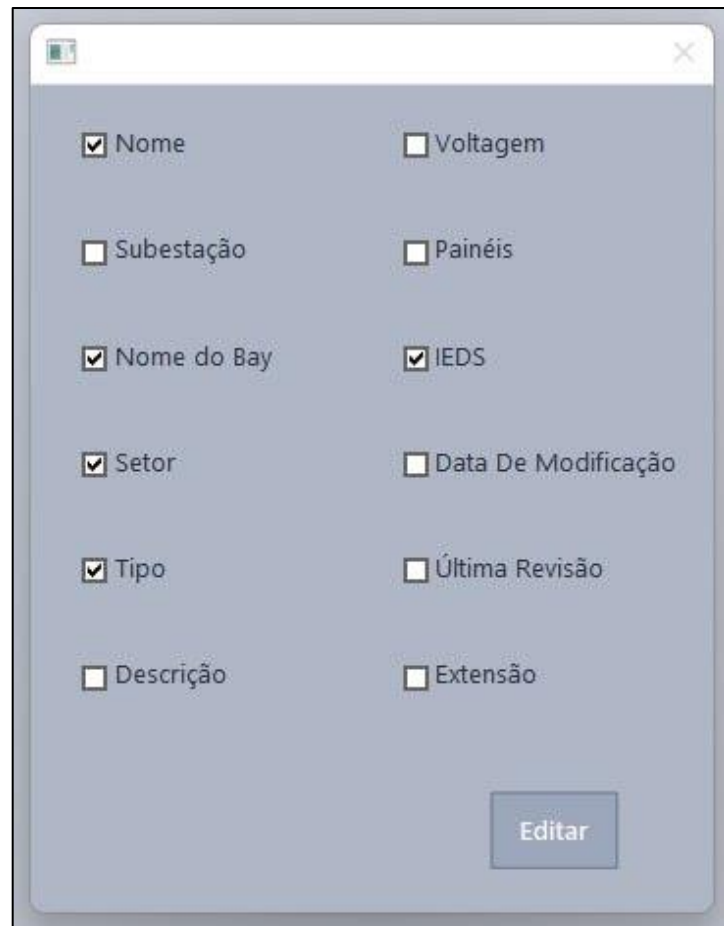 Nome
Voltagem
Subestação
Painéis
Nome do Bay
IEDS
Setor
Data De Modificação
Tipo
Última Revisão
Descrição
Extensão
Editar